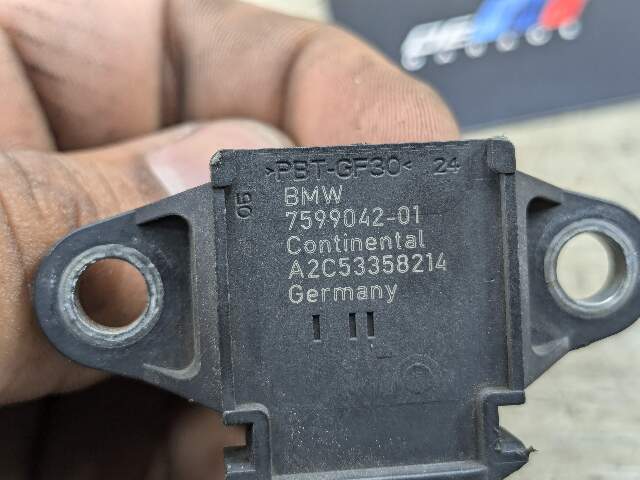 >PBT-GF30< 24
05
BMW
7599042-01
Continental
A2C53358214
Germany